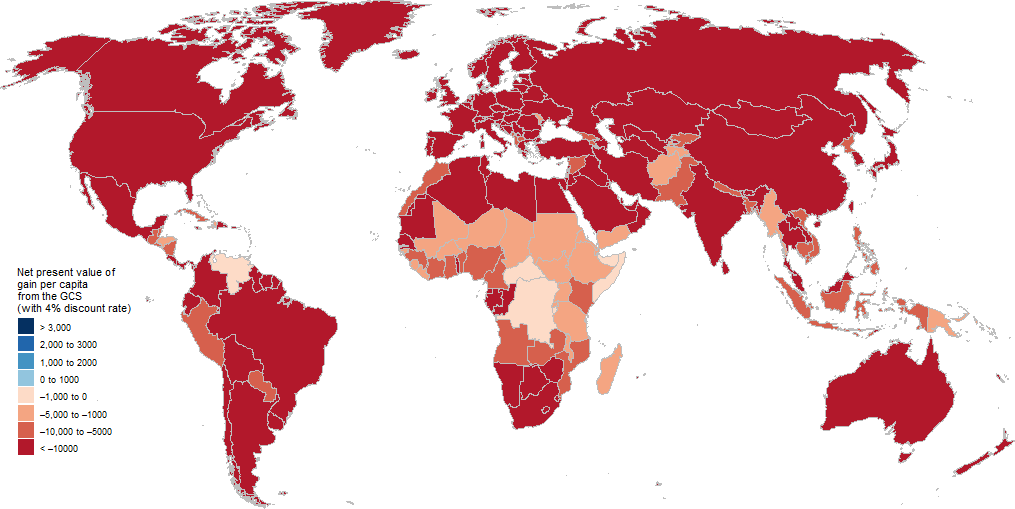 Net present value of
gain per capita
from the GCS
(with 4% discount rate)
> 3,000
2,000 to 3000
1,000 to 2000
0 to 1000
–1,000 to 0
–5,000 to –1000
–10,000 to –5000
< –10000